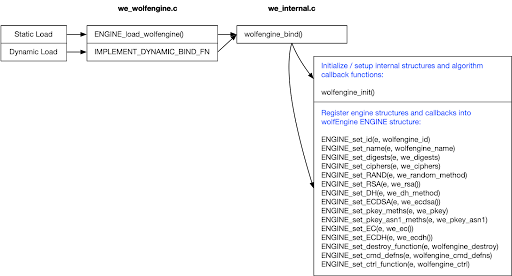 we_wolfengine.c
we_internal.c
Static Load
ENGINE_load_wolfengine()
wolfengine_bind()
Dynamic Load
IMPLEMENT_DYNAMIC_BIND_FN
Initialize / setup internal structures and algorithm
callback functions:
wolfengine_init()
Register engine structures and callbacks into
wolfEngine ENGINE structure:
ENGINE_set_id(e, wolfengine_id)
ENGINE_set_name(e, wolfengine_name)
ENGINE_set_digests(e, we_digests)
ENGINE_set_ciphers(e, we_ciphers)
ENGINE_set_RAND(e, we_random_method)
ENGINE_set_RSA(e, we_rsa())
ENGINE_set_DH(e, we_dh_method)
ENGINE_set_ECDSA(e, we_ecdsa())
ENGINE_set_pkey_meths(e, we_pkey)
ENGINE_set_pkey_asn1_meths(e, we_pkey_asn1)
ENGINE_set_EC(e, we_ec())
ENGINE_set_ECDH(e, we_ecdh())
ENGINE_set_destroy_function(e, wolfengine_destroy)
ENGINE_set_cmd_defns(e, wolfengine_cmd_defns)
ENGINE_set_ctrl_function(e, wolfengine_ctrl)